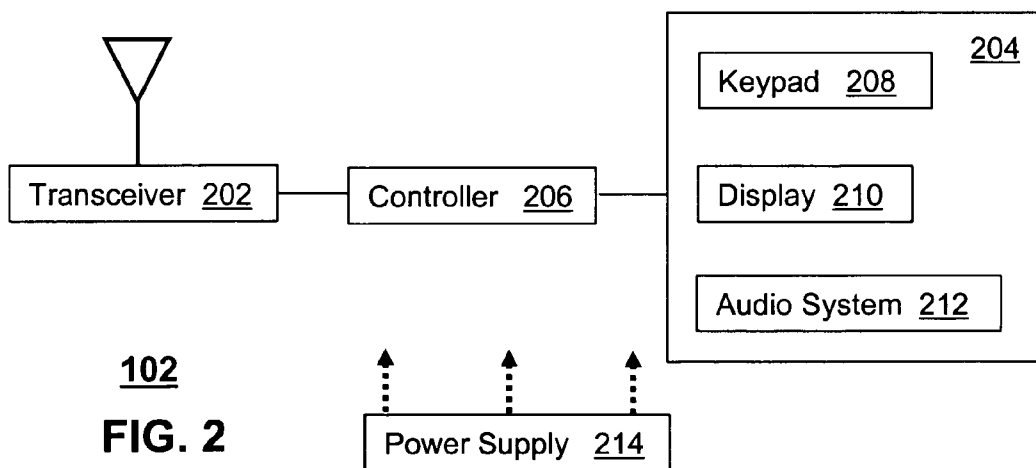 204
Keypad 208
Transceiver 202
Controller 206
Display 210
Audio System 212
102
FIG. 2
Power Supply 214